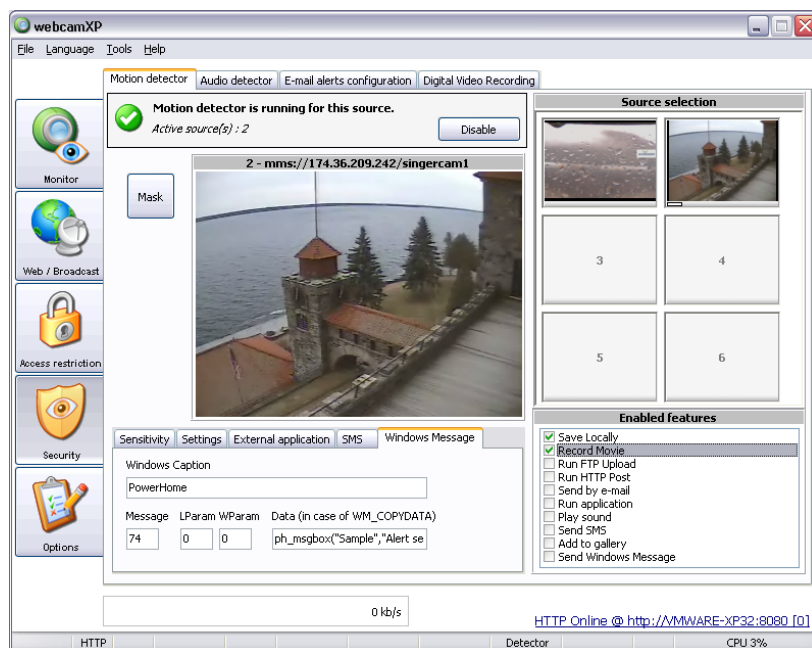 webcamXP
File Language Tools Help
Motion detector Audio detector E-mail alerts configuration Digital Video Recording
Motion detector is running for this source.
Active source(s) : 2
Disable
Source selection
Monitor
Mask
2 - mms://174.36.209.242/singercam1
Web / Broadcast
3 4
Access restriction
5 6
Security
Sensitivity Settings External application SMS Windows Message
Windows Caption
PowerHome
Message LParam WParam Data (in case of WM_COPYDATA)
74 0 0 ph_msgbox("Sample","Alert se
Enabled features
Save Locally
Record Movie
Run FTP Upload
Run HTTP Post
Send by e-mail
Run application
Play sound
Send SMS
Add to gallery
Send Windows Message
Options
0 kb/s
HTTP Online @ http://VMWARE-XP32:8080 [0]
HTTP Detector CPU 3%